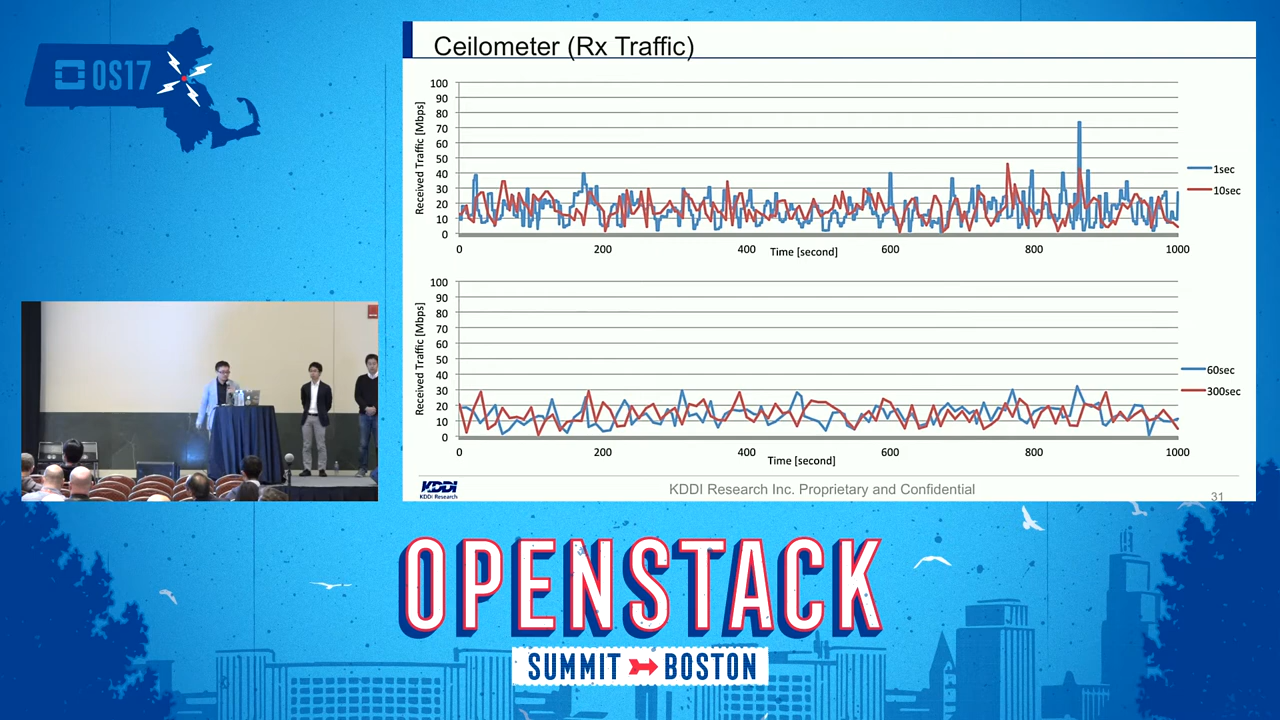 OS17
Ceilometer (Rx Traffic)
100
90
80
70
60
50
40
30
20
10
0
Received Traffic [Mbps]
0
200
400
600
800
1000
Time [second]
1sec
10sec
100
90
80
70
60
50
40
30
20
10
0
Received Traffic [Mbps]
0
200
400
600
800
1000
Time [second]
60sec
300sec
KDDI
KDDI Research
KDDI Research Inc. Proprietary and Confidential
31
OPENSTACK
SUMMIT BOSTON